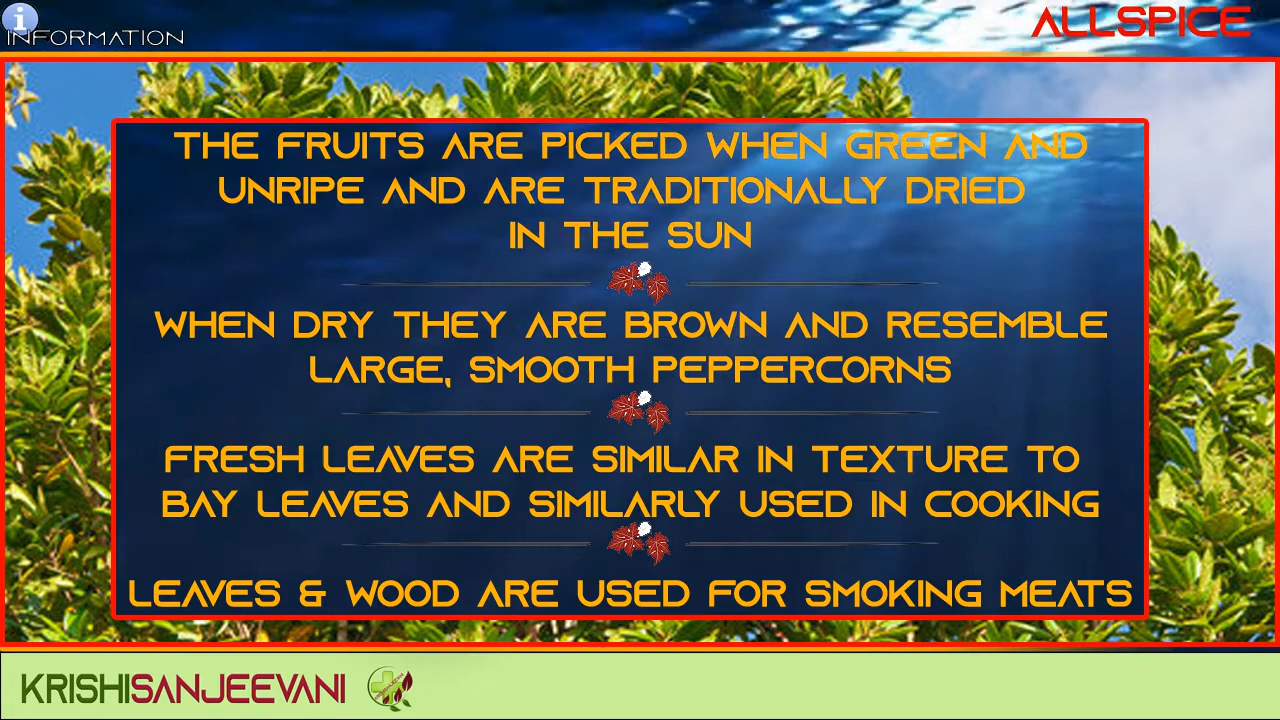 INFORMATION
ALLSPICE
THE FRUITS ARE PICKED WHEN GREEN AND
UNRIPE AND ARE TRADITIONALLY DRIED
IN THE SUN
WHEN DRY THEY ARE BROWN AND RESEMBLE
LARGE, SMOOTH PEPPERCORNS
FRESH LEAVES ARE SIMILAR IN TEXTURE TO
BAY LEAVES AND SIMILARLY USED IN COOKING
LEAVES & WOOD ARE USED FOR SMOKING MEATS
KRISHISANJEEVANI